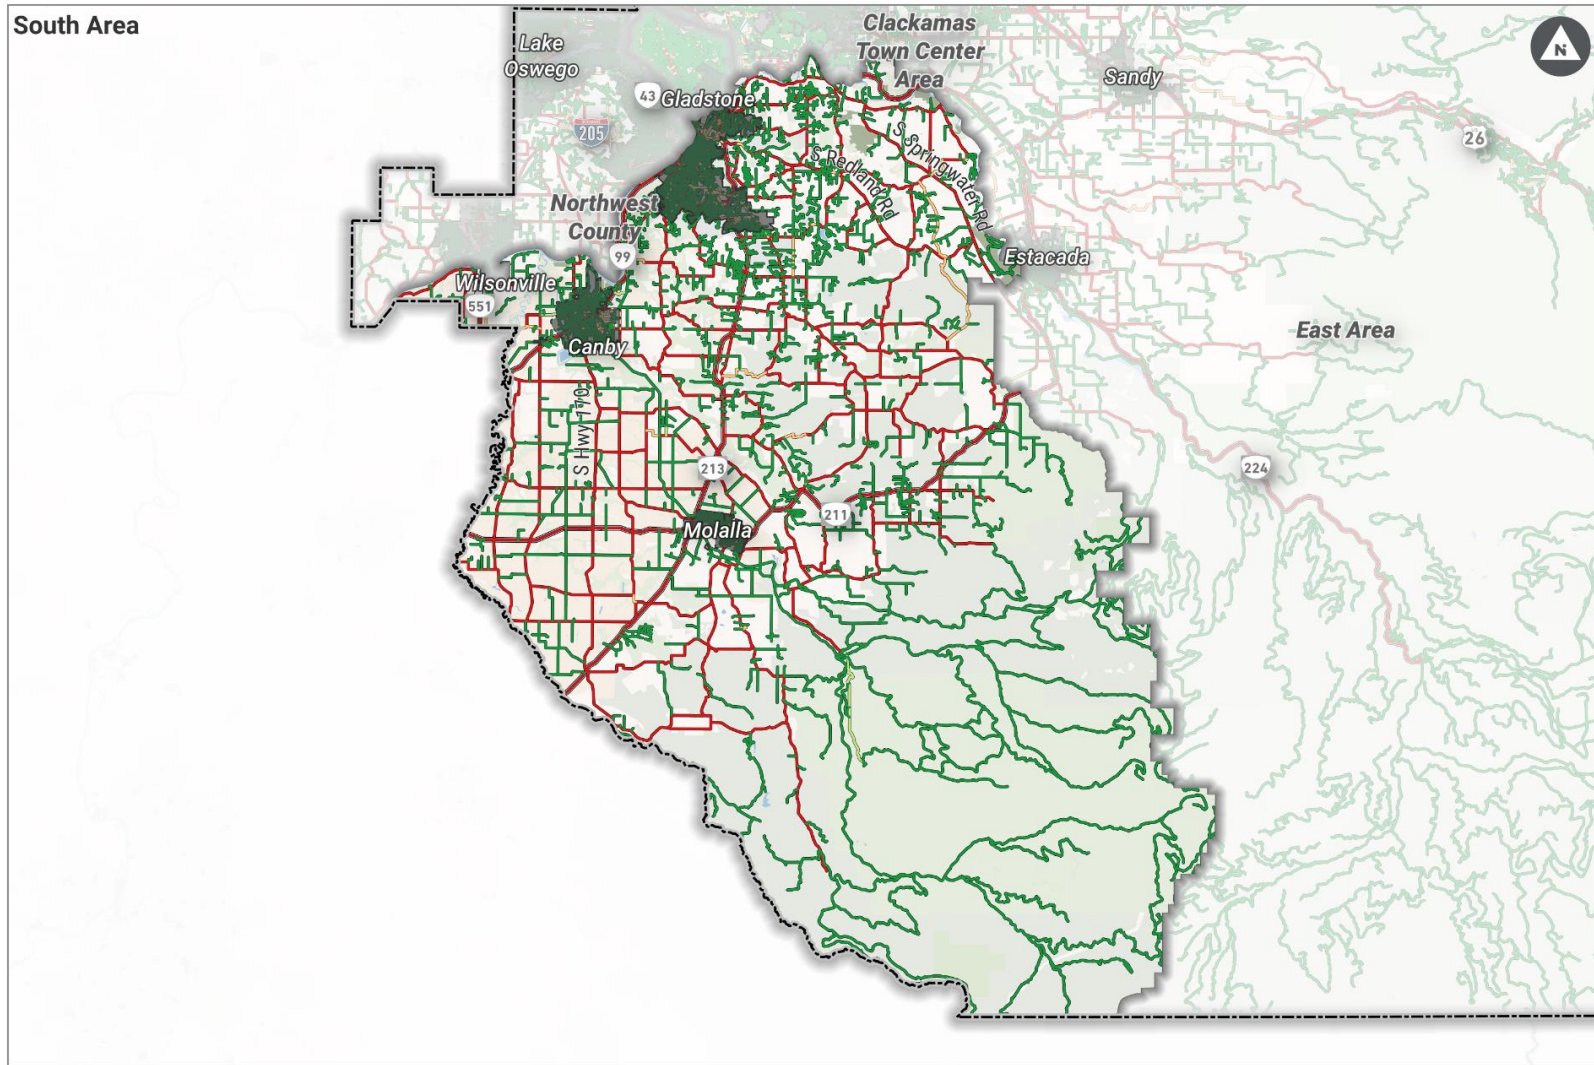 South Area
Lake
Oswego
Clackamas
Town Center
Area
N
Sandy
43
Gladstone
205
26
S Springwater Rd
S Redland Rd
Northwest
County
99
Estacada
Wilsonville
551
East Area
Canby
S Hwy 170
213
224
211
Molalla